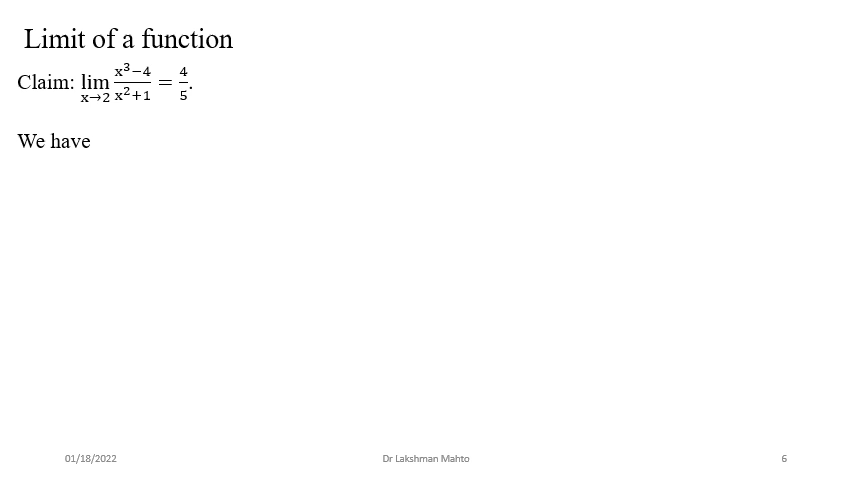 Limit of a function
Claim: lim x→2 x³−4/x²+1 = 4/5.
We have
01/18/2022 Dr Lakshman Mahto 6